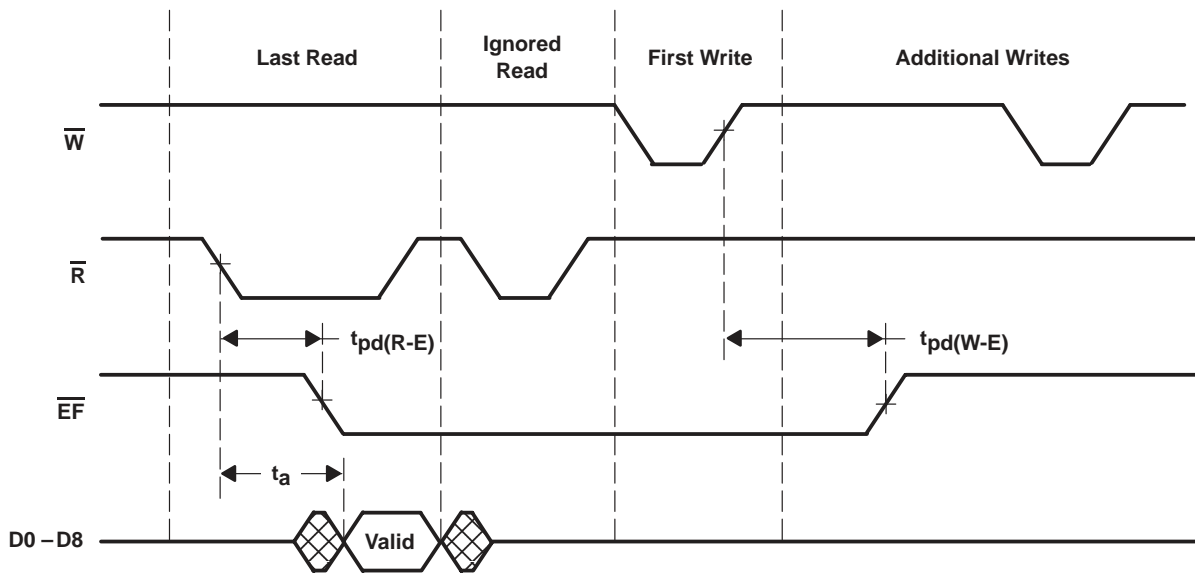 Last Read
Ignored
Read
First Write
Additional Writes
W
R
tpd(R-E)
tpd(W-E)
EF
ta
D0 – D8
Valid